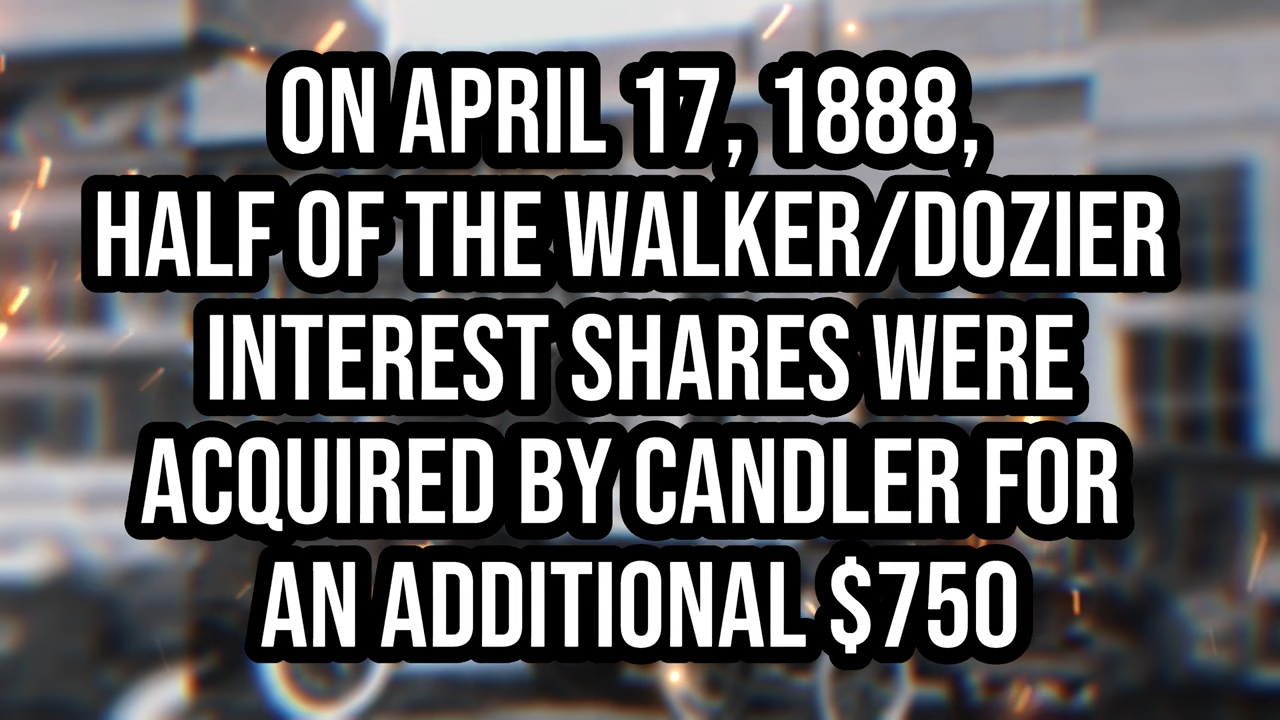 ON APRIL 17, 1888,
HALF OF THE WALKER/DOZIER
INTEREST SHARES WERE
ACQUIRED BY CANDLER FOR
AN ADDITIONAL $750